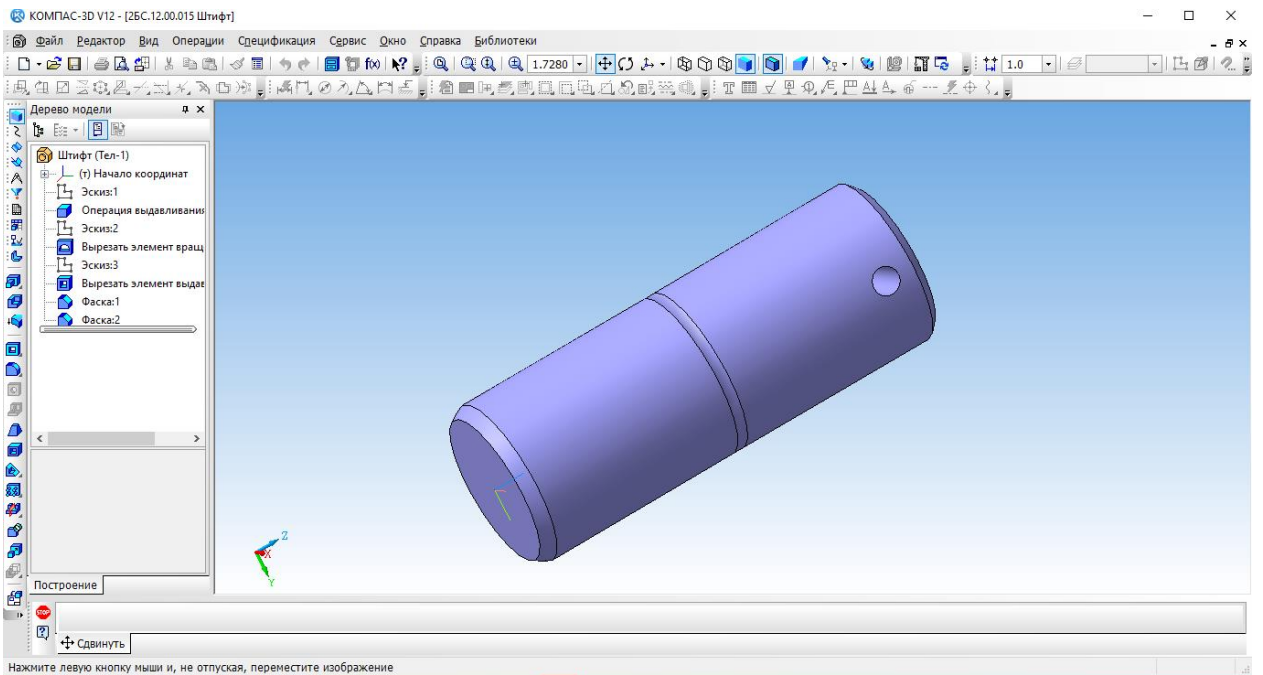 КОМПАС-3D V12 - [2БС.12.00.015 Штифт]
Файл Редактор Вид Операции Спецификация Сервис Окно Справка Библиотеки
1.7280
1.0
Дерево модели
Штифт (Тел-1)
(т) Начало координат
Эскиз:1
Операция выдавливания
Эскиз:2
Вырезать элемент вращ
Эскиз:3
Вырезать элемент выдав
Фаска:1
Фаска:2
Z
X
Y
Построение
STOP
Сдвинуть
Нажмите левую кнопку мыши и, не отпуская, переместите изображение